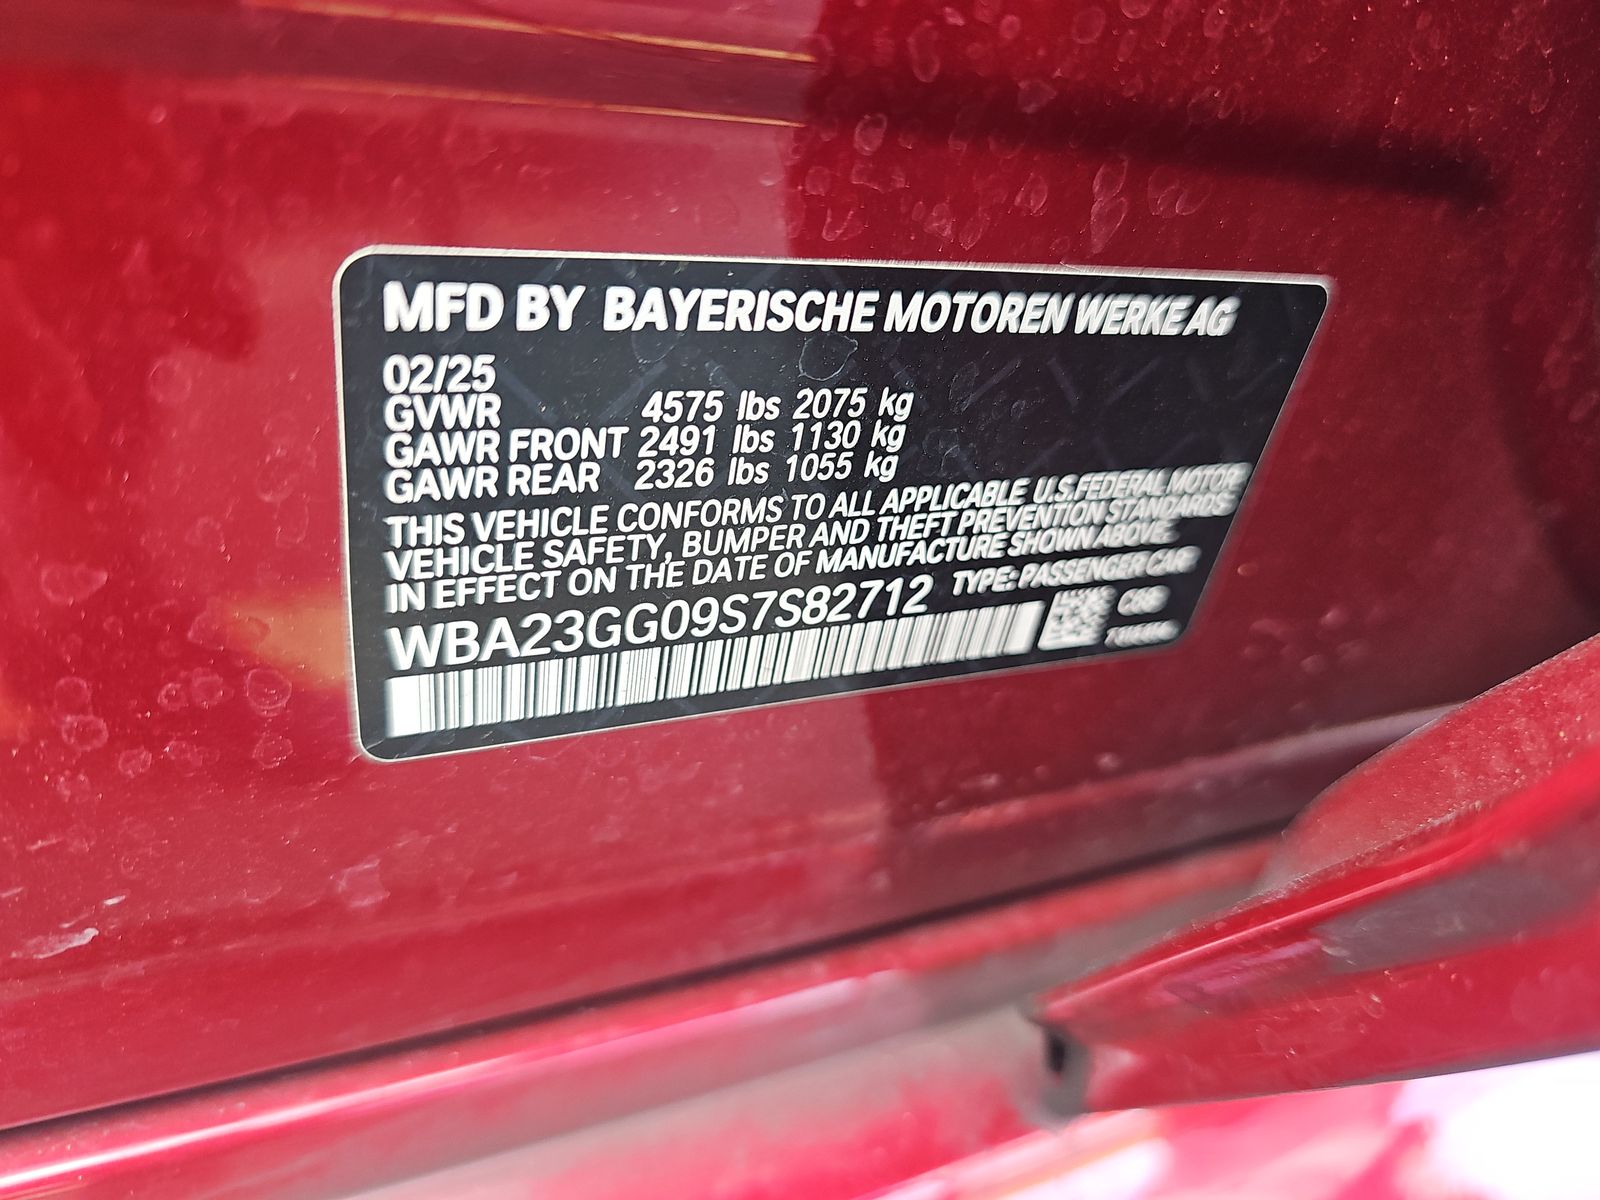 MFD BY BAYERISCHE MOTOREN WERKE AG
02/25
GVWR 4575 lbs 2075 kg
GAWR FRONT 2491 lbs 1130 kg
GAWR REAR 2326 lbs 1055 kg
THIS VEHICLE CONFORMS TO ALL APPLICABLE U.S.FEDERAL MOTOR
VEHICLE SAFETY, BUMPER AND THEFT PREVENTION STANDARDS
IN EFFECT ON THE DATE OF MANUFACTURE SHOWN ABOVE.
WBA23GG09S7S82712 TYPE: PASSENGER CAR